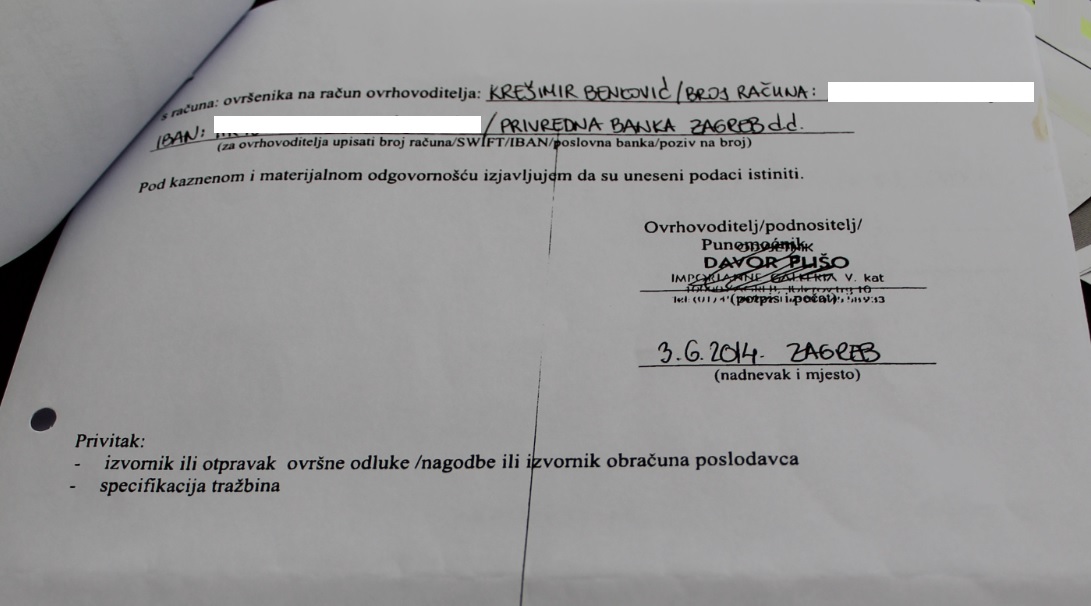 s računa: ovršenika na račun ovrhovoditelja: KREŠIMIR BENCOVIĆ/BROJ RAČUNA:
IBAN: /PRIVREDNA BANKA ZAGREB d.d.
(za ovrhovoditelja upisati broj računa/SWIFT/IBAN/poslovna banka/poziv na broj)
Pod kaznenom i materijalnom odgovornošću izjavljujem da su uneseni podaci istiniti.
Ovrhovoditelj/podnositelj/
Punomoćnik
DAVOR PLIŠO
V. kat
(potpis i pečat)
3.6.2014. ZAGREB
(nadnevak i mjesto)
Privitak:
- izvornik ili otpravak ovršne odluke /nagodbe ili izvornik obračuna poslodavca
- specifikacija tražbina